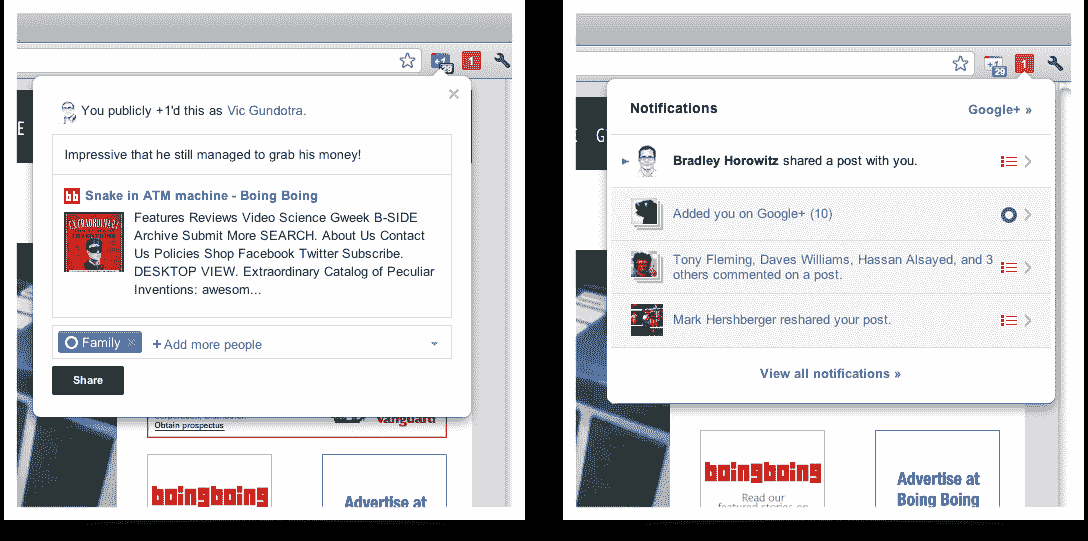 +1
1
You publicly +1'd this as Vic Gundotra.
Impressive that he still managed to grab his money!
Snake in ATM machine - Boing Boing
Features Reviews Video Science Gweek B-SIDE
Archive Submit More SEARCH. About Us Contact
Us Policies Shop Facebook Twitter Subscribe.
DESKTOP VIEW. Extraordinary Catalog of Peculiar
Inventions: awesom...
Family × + Add more people
Share
Vanguard
Obtain prospectus
boingboing
Advertise at
+1
29
1
Notifications
Google+ »
Bradley Horowitz shared a post with you.
Added you on Google+ (10)
Tony Fleming, Daves Williams, Hassan Alsayed, and 3
others commented on a post.
Mark Hershberger reshared your post.
View all notifications »
boingboing
Read our
featured stories on
Advertise at
Boing Boing